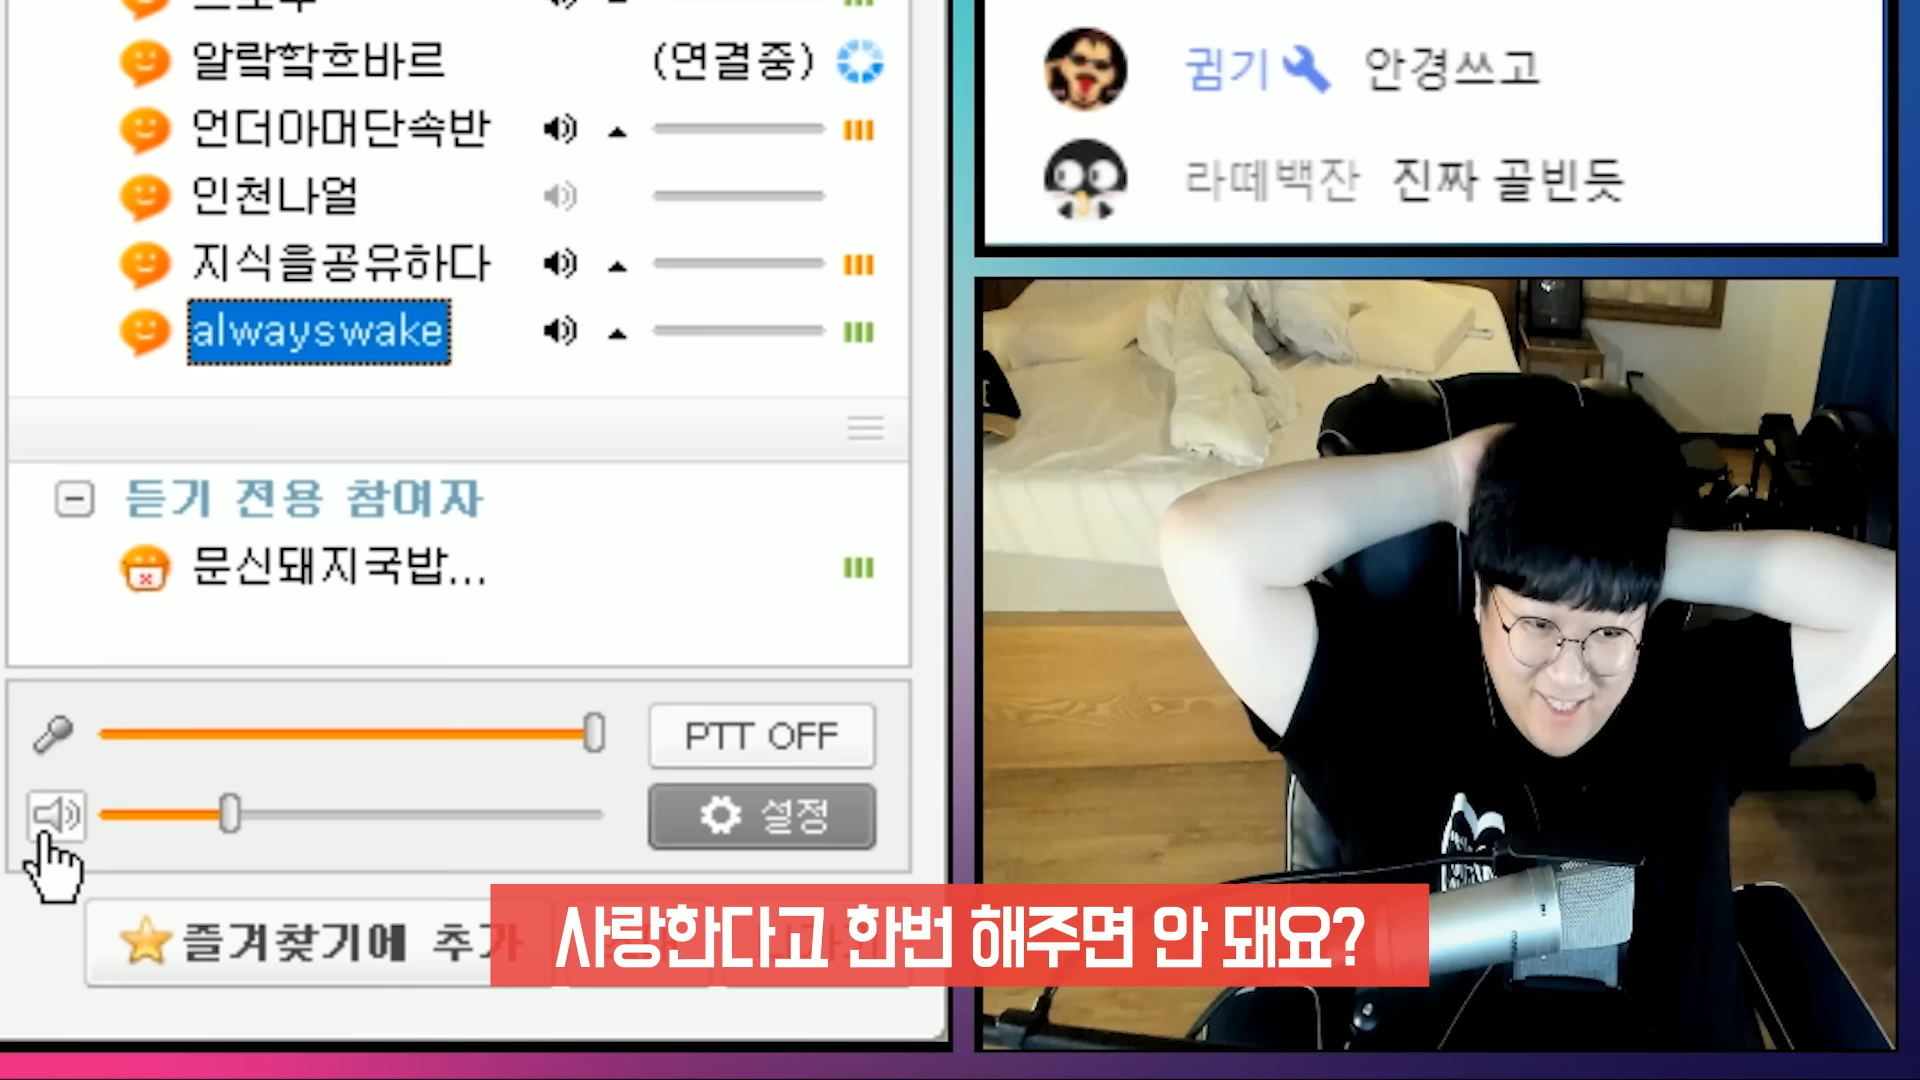 알락할흐바르 (연결중)
언더아머단속반
인천나얼
지식을공유하다
alwayswake
듣기 전용 참여자
문신돼지국밥...
PTT OFF
설정
즐겨찾기에 추가
귐기 안경쓰고
라떼백잔 진짜 골빈듯
사랑한다고 한번 해주면 안 돼요?